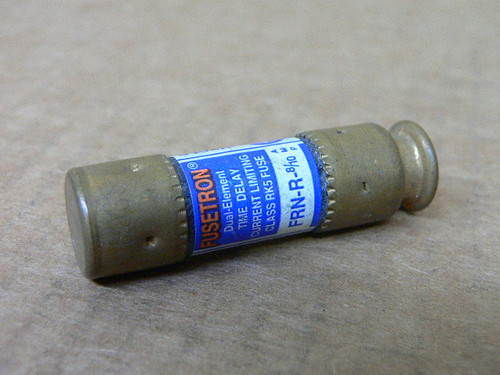 FUSETRON®
Dual-Element
TIME DELAY
CURRENT LIMITING
CLASS RK5 FUSE
FRN-R-8/10